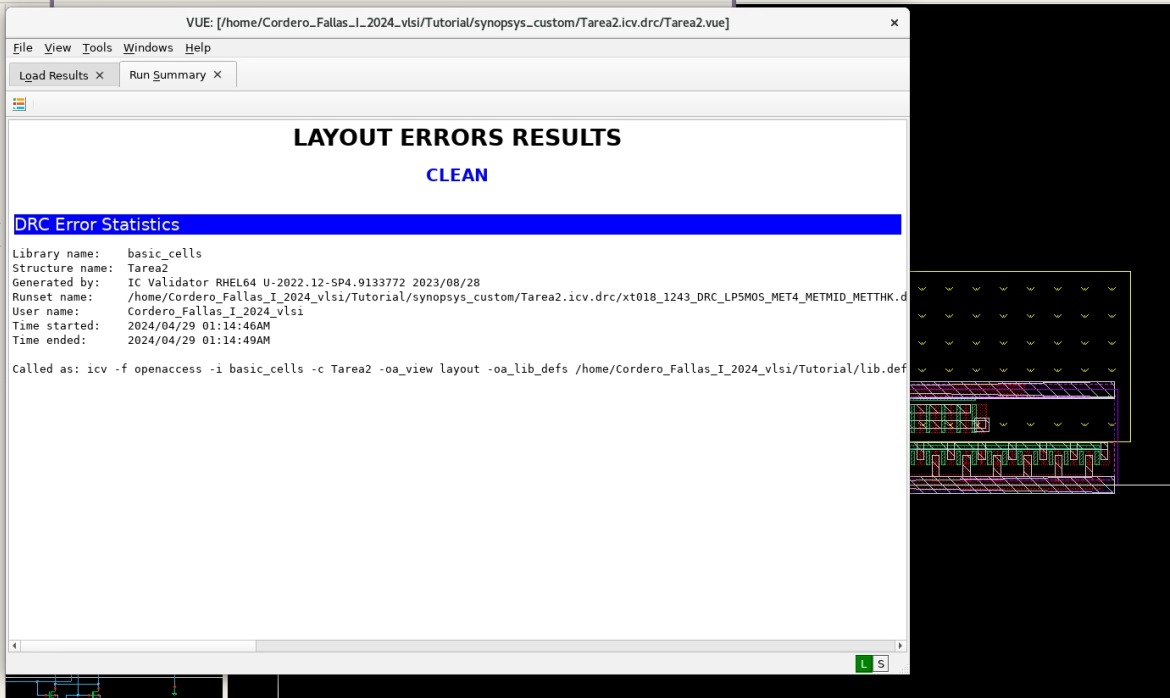 VUE: [/home/Cordero_Fallas_I_2024_vlsi/Tutorial/synopsys_custom/Tarea2.icv.drc/Tarea2.vue]
File View Tools Windows Help
Load Results
Run Summary
LAYOUT ERRORS RESULTS
CLEAN
DRC Error Statistics
Library name: basic_cells
Structure name: Tarea2
Generated by: IC Validator RHEL64 U-2022.12-SP4.9133772 2023/08/28
Runset name: /home/Cordero_Fallas_I_2024_vlsi/Tutorial/synopsys_custom/Tarea2.icv.drc/xt018_1243_DRC_LP5MOS_MET4_METMID_METTHK.d
User name: Cordero_Fallas_I_2024_vlsi
Time started: 2024/04/29 01:14:46AM
Time ended: 2024/04/29 01:14:49AM
Called as: icv -f openaccess -i basic_cells -c Tarea2 -oa_view layout -oa_lib_defs /home/Cordero_Fallas_I_2024_vlsi/Tutorial/lib.def
L S